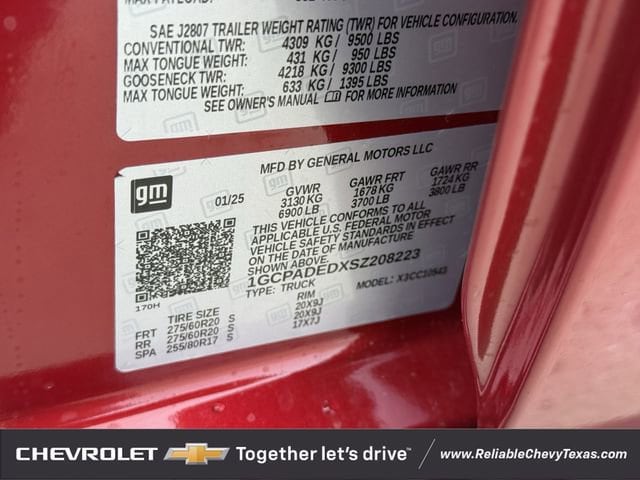 SAE J2807 TRAILER WEIGHT RATING (TWR) FOR VEHICLE CONFIGURATION.
CONVENTIONAL TWR: 4309 KG / 9500 LBS
MAX TONGUE WEIGHT: 431 KG / 950 LBS
GOOSENECK TWR: 4218 KG / 9300 LBS
MAX TONGUE WEIGHT: 633 KG / 1395 LBS
SEE OWNER'S MANUAL FOR MORE INFORMATION
MFD BY GENERAL MOTORS LLC
gm
01/25 GVWR GAWR FRT GAWR RR
3130 KG 1678 KG 1724 KG
6900 LB 3700 LB 3800 LB
THIS VEHICLE CONFORMS TO ALL
APPLICABLE U.S. FEDERAL MOTOR
VEHICLE SAFETY STANDARDS IN EFFECT
ON DATE OF MANUFACTURE
1GCPADEDXSZ208223
TYPE: TRUCK MODEL: X3CC10543
170H
TIRE SIZE RIM
FRT 275/60R20 S 20X9J
RR 275/60R20 S 20X9J
SPA 255/80R17 S 17X7J
CHEVROLET Together let's drive™ / www.ReliableChevyTexas.com